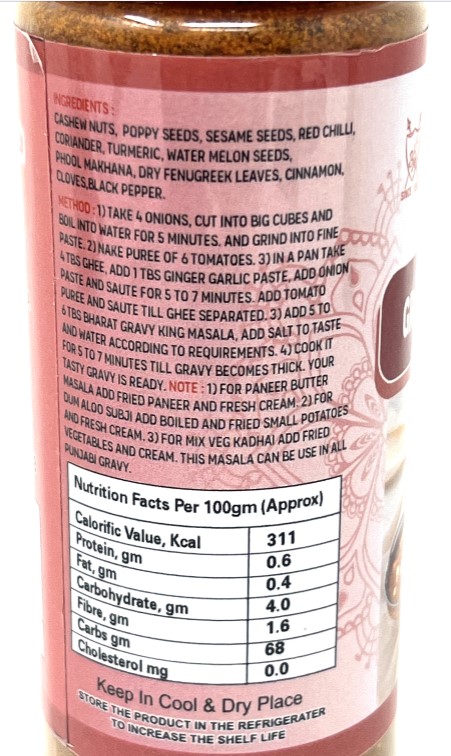 INGREDIENTS :
CASHEW NUTS, POPPY SEEDS, SESAME SEEDS, RED CHILLI,
CORIANDER, TURMERIC, WATER MELON SEEDS,
PHOOL MAKHANA, DRY FENUGREEK LEAVES, CINNAMON,
CLOVES,BLACK PEPPER.
METHOD : 1) TAKE 4 ONIONS, CUT INTO BIG CUBES AND
BOIL INTO WATER FOR 5 MINUTES. AND GRIND INTO FINE
PASTE. 2) NAKE PUREE OF 6 TOMATOES. 3) IN A PAN TAKE
4 TBS GHEE, ADD 1 TBS GINGER GARLIC PASTE, ADD ONION
PASTE AND SAUTE FOR 5 TO 7 MINUTES. ADD TOMATO
PUREE AND SAUTE TILL GHEE SEPARATED. 3) ADD 5 TO
6 TBS BHARAT GRAVY KING MASALA, ADD SALT TO TASTE
AND WATER ACCORDING TO REQUIREMENTS. 4) COOK IT
FOR 5 TO 7 MINUTES TILL GRAVY BECOMES THICK. YOUR
TASTY GRAVY IS READY. NOTE : 1) FOR PANEER BUTTER
MASALA ADD FRIED PANEER AND FRESH CREAM. 2) FOR
DUM ALOO SUBJI ADD BOILED AND FRIED SMALL POTATOES
AND FRESH CREAM. 3) FOR MIX VEG KADHAI ADD FRIED
VEGETABLES AND CREAM. THIS MASALA CAN BE USE IN ALL
PUNJABI GRAVY.
Nutrition Facts Per 100gm (Approx)
Calorific Value, Kcal 311
Protein, gm 0.6
Fat, gm 0.4
Carbohydrate, gm 4.0
Fibre, gm 1.6
Carbs gm 68
Cholesterol mg 0.0
Keep In Cool & Dry Place
STORE THE PRODUCT IN THE REFRIGERATER
TO INCREASE THE SHELF LIFE